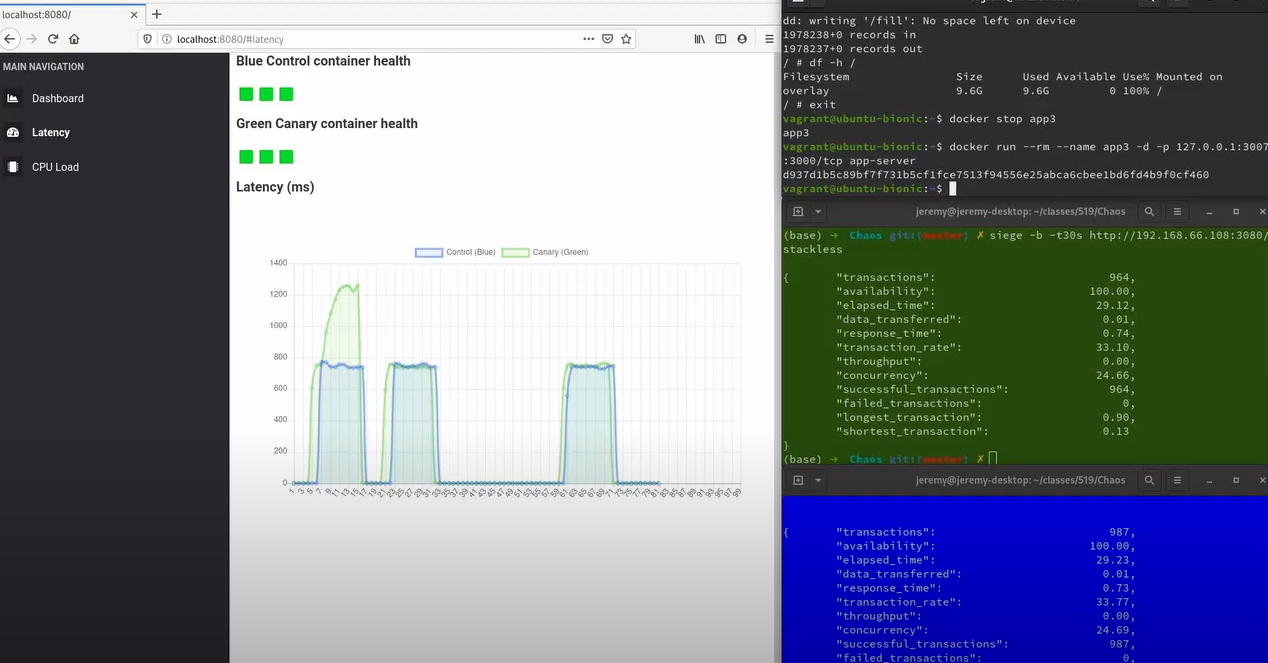 localhost:8080/
localhost:8080/#latency
MAIN NAVIGATION
Dashboard
Latency
CPU Load
Blue Control container health
Green Canary container health
Latency (ms)
Control (Blue) Canary (Green)
1400
1200
1000
800
600
400
200
0
1 3 5 7 9 11 13 15 17 19 21 23 25 27 29 31 33 35 37 39 41 43 45 47 49 51 53 55 57 59 61 63 65 67 69 71 73 75 77 79 81 83 85 87 89 91 93 95 97 99
dd: writing '/fill': No space left on device
1978238+0 records in
1978237+0 records out
/ # df -h /
Filesystem Size Used Available Use% Mounted on
overlay 9.6G 9.6G 0 100% /
/ # exit
vagrant@ubuntu-bionic:~$ docker stop app3
app3
vagrant@ubuntu-bionic:~$ docker run --rm --name app3 -d -p 127.0.0.1:3007
:3000/tcp app-server
d937d1b5c89bf7f731b5cf1fce7513f94556e25abca6cbee1bd6fd4b9f0cf460
vagrant@ubuntu-bionic:~$
jeremy@jeremy-desktop: ~/classes/519/Chaos
(base) → Chaos git:(master) ✗ siege -b -t30s http://192.168.66.108:3080/
stackless
{ "transactions": 964,
"availability": 100.00,
"elapsed_time": 29.12,
"data_transferred": 0.01,
"response_time": 0.74,
"transaction_rate": 33.10,
"throughput": 0.00,
"concurrency": 24.66,
"successful_transactions": 964,
"failed_transactions": 0,
"longest_transaction": 0.90,
"shortest_transaction": 0.13
}
(base) → Chaos git:(master) ✗
jeremy@jeremy-desktop: ~/classes/519/Chaos
{ "transactions": 987,
"availability": 100.00,
"elapsed_time": 29.23,
"data_transferred": 0.01,
"response_time": 0.73,
"transaction_rate": 33.77,
"throughput": 0.00,
"concurrency": 24.69,
"successful_transactions": 987,
"failed_transactions": 0,